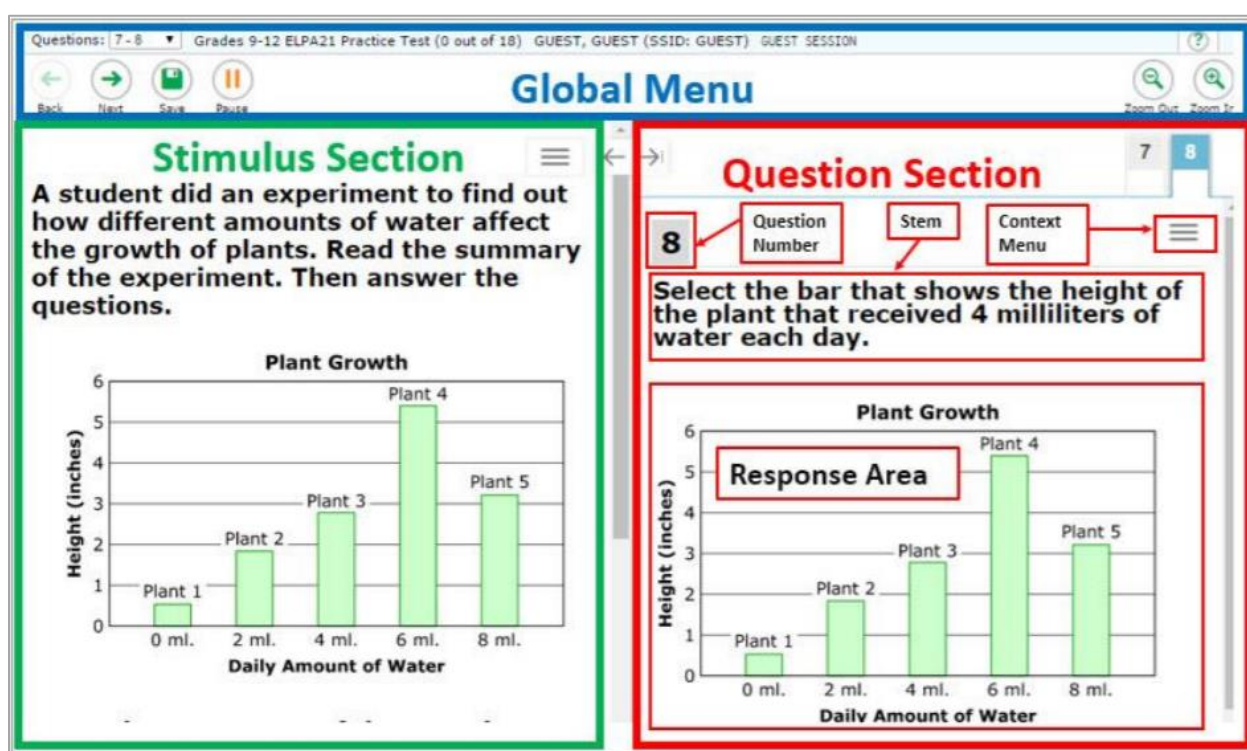 Questions: 7 - 8 Grades 9-12 ELPA21 Practice Test (0 out of 18) GUEST, GUEST (SSID: GUEST) GUEST SESSION
Back Next Save Pause
Global Menu
Zoom Out Zoom In
Stimulus Section
A student did an experiment to find out
how different amounts of water affect
the growth of plants. Read the summary
of the experiment. Then answer the
questions.
Plant Growth
Height (inches)
6
5
4
3
2
1
0
Plant 1
Plant 2
Plant 3
Plant 4
Plant 5
0 ml. 2 ml. 4 ml. 6 ml. 8 ml.
Daily Amount of Water
Question Section
7 8
8
Question
Number
Stem
Context
Menu
Select the bar that shows the height of
the plant that received 4 milliliters of
water each day.
Plant Growth
Response Area
Height (inches)
6
5
4
3
2
1
0
Plant 1
Plant 2
Plant 3
Plant 4
Plant 5
0 ml. 2 ml. 4 ml. 6 ml. 8 ml.
Daily Amount of Water